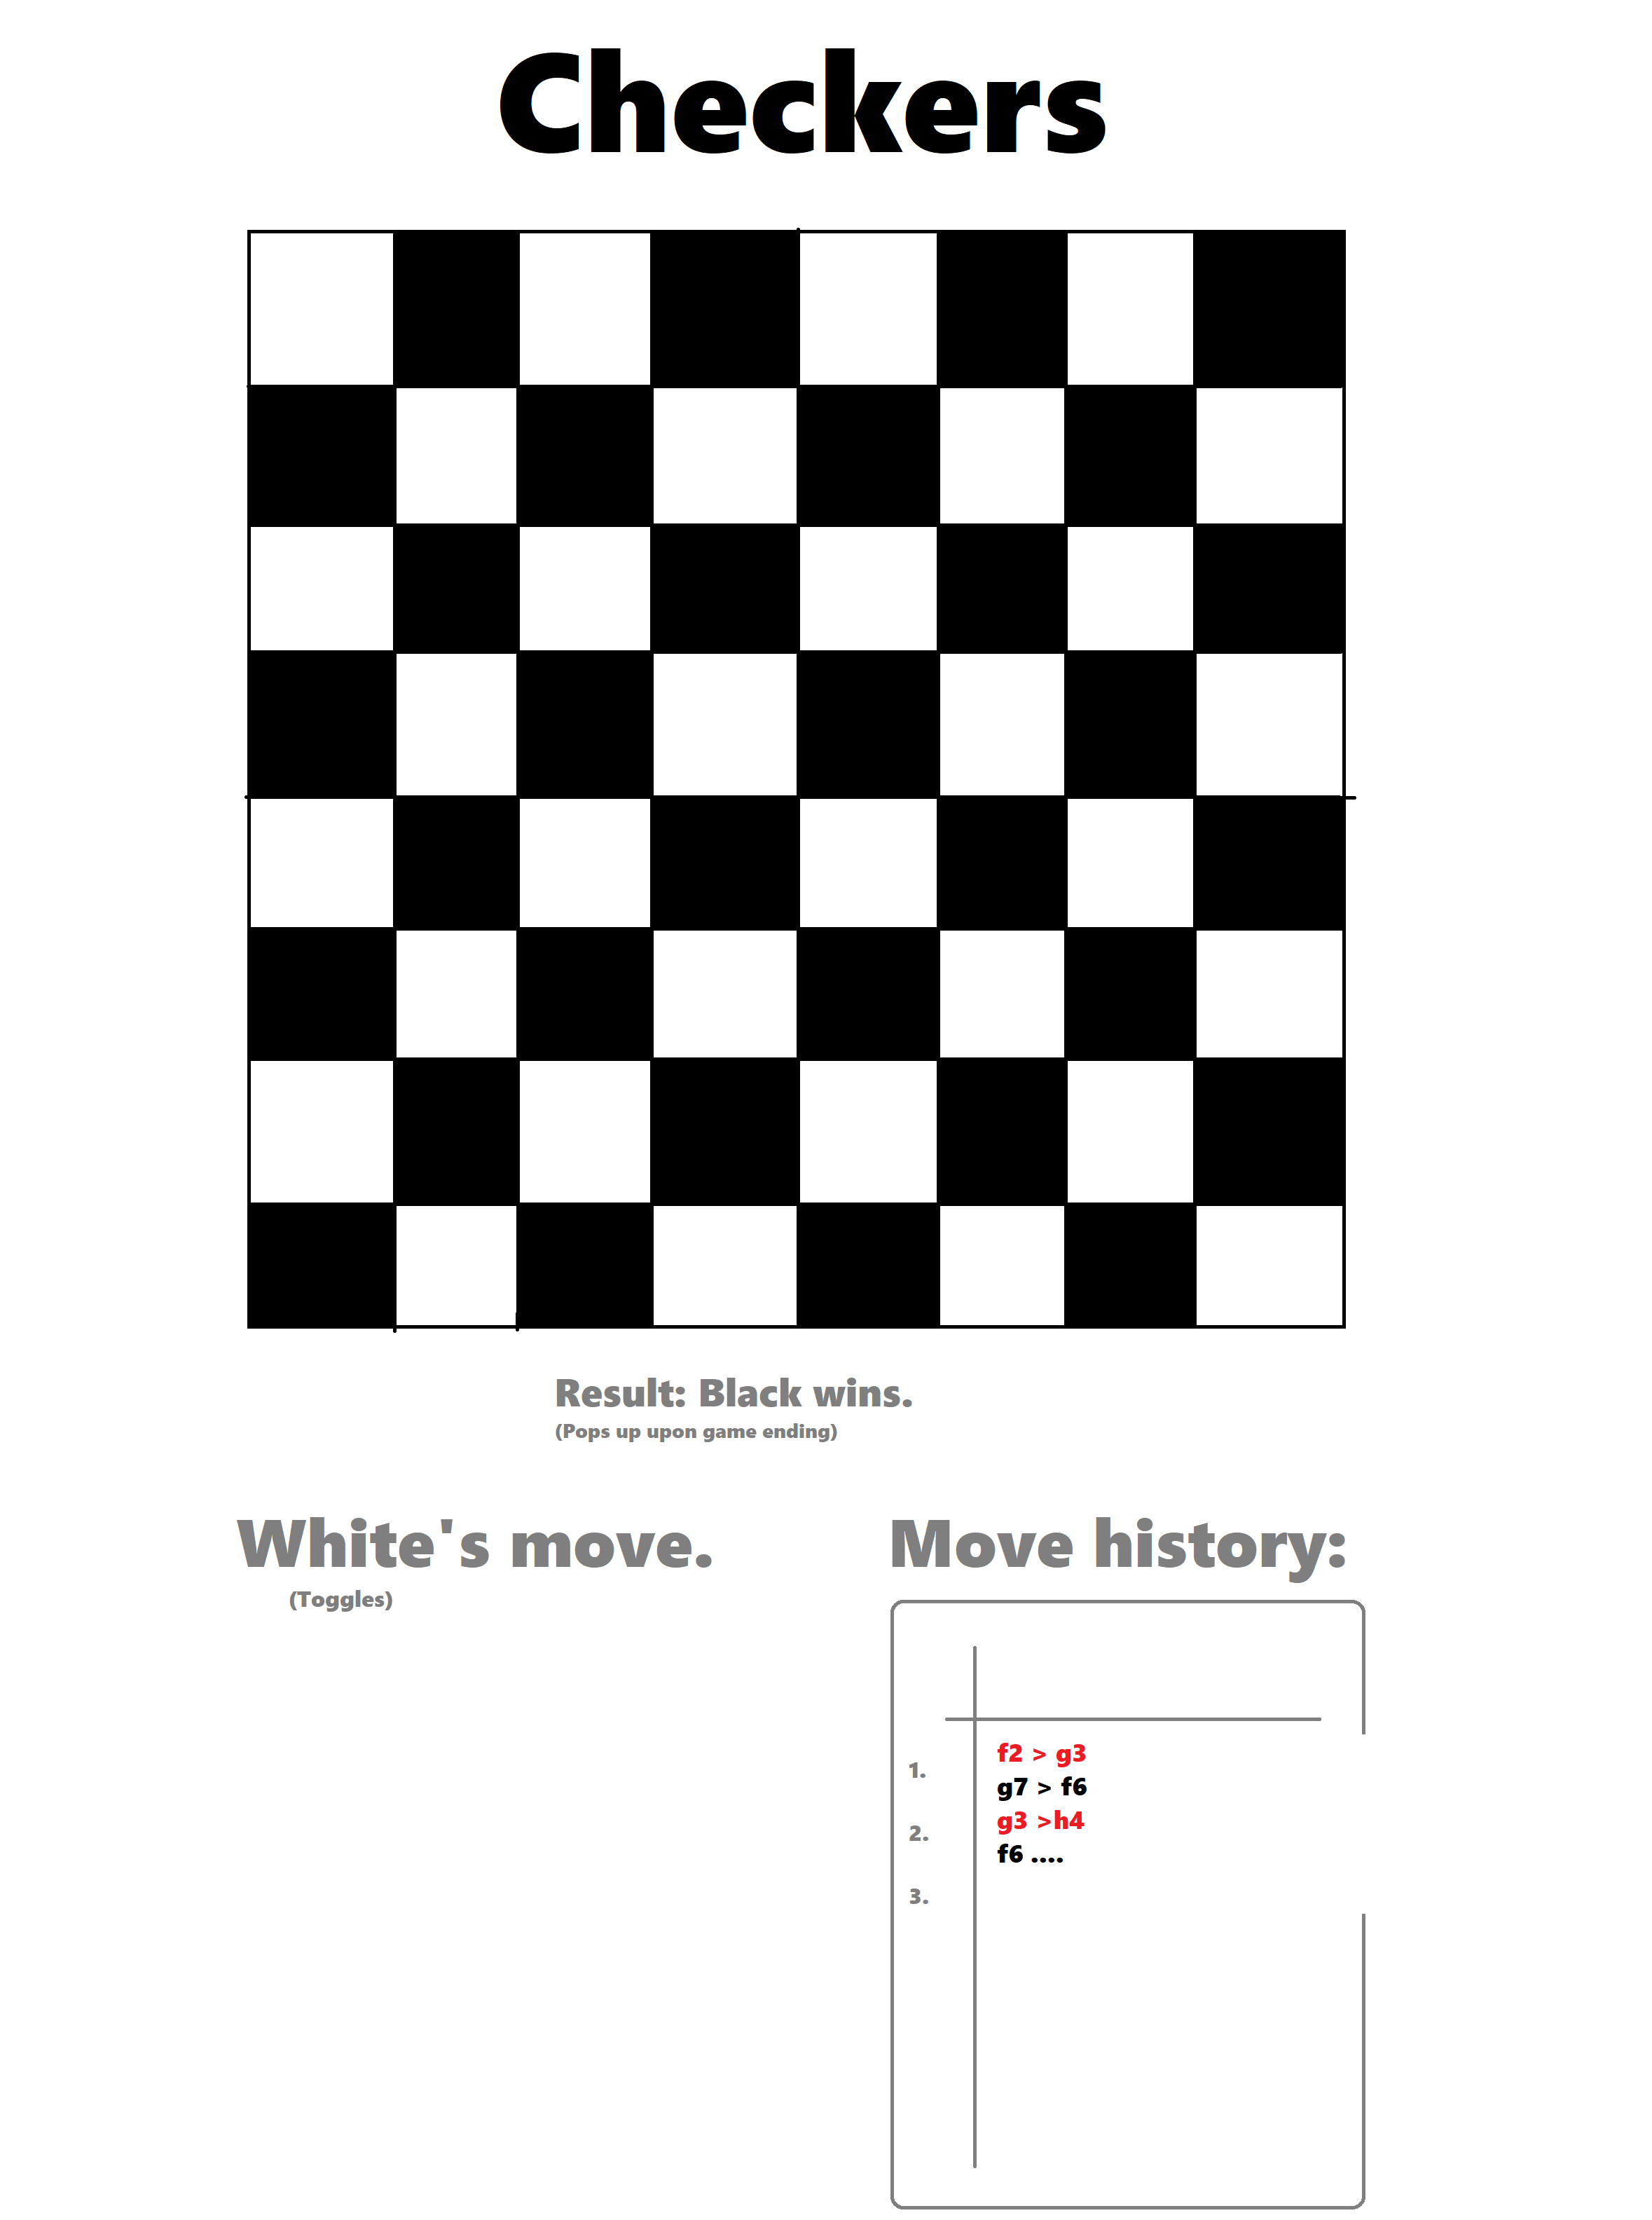 Checkers
Result: Black wins.
(Pops up upon game ending)
White's move.
(Toggles)
Move history:
1.
f2 > g3
g7 > f6
2.
g3 >h4
f6 ....
3.